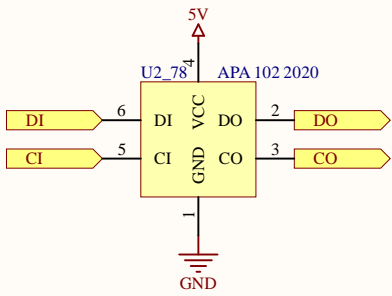 5V
4
U2_78 APA 102 2020
DI 6 DI VCC DO 2 DO
CI 5 CI GND CO 3 CO
1
GND